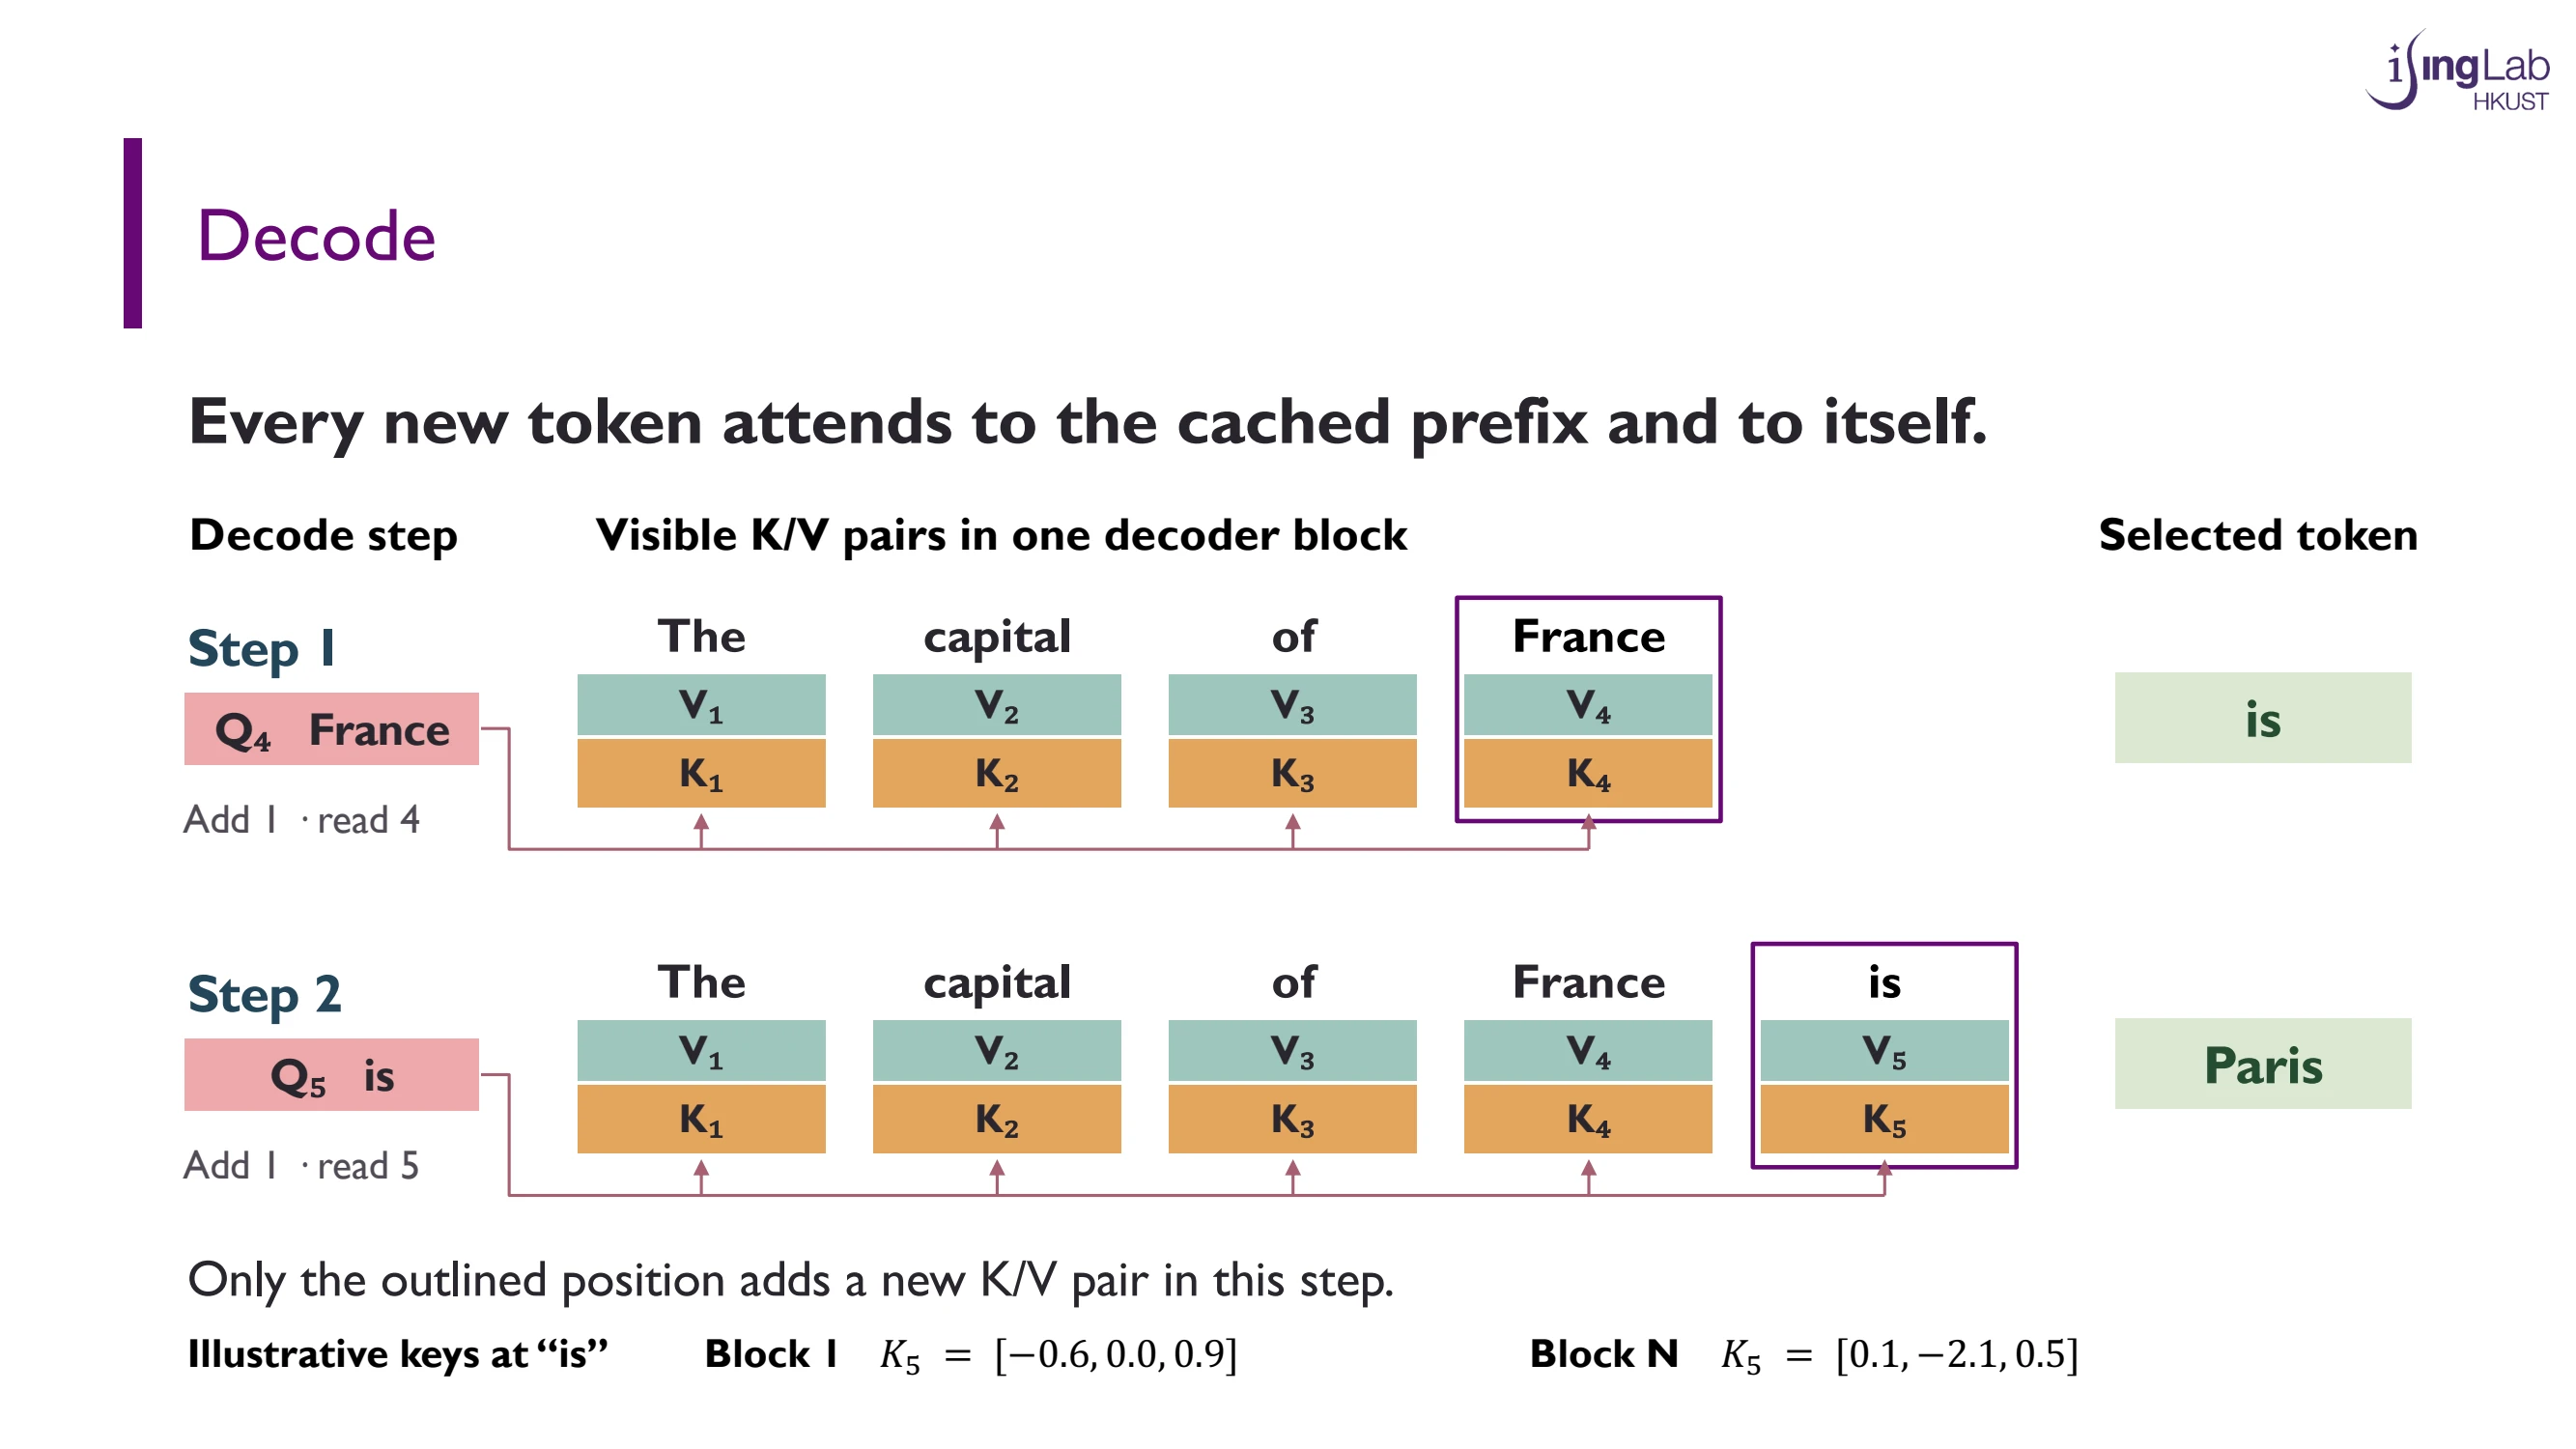 iSingLab
HKUST
Decode
Every new token attends to the cached prefix and to itself.
Decode step
Visible K/V pairs in one decoder block
Selected token
Step 1
Q₄ France
Add 1 · read 4
The capital of France
V₁ V₂ V₃ V₄
K₁ K₂ K₃ K₄
is
Step 2
Q₅ is
Add 1 · read 5
The capital of France is
V₁ V₂ V₃ V₄ V₅
K₁ K₂ K₃ K₄ K₅
Paris
Only the outlined position adds a new K/V pair in this step.
Illustrative keys at “is” Block 1 K₅ = [−0.6, 0.0, 0.9] Block N K₅ = [0.1, −2.1, 0.5]